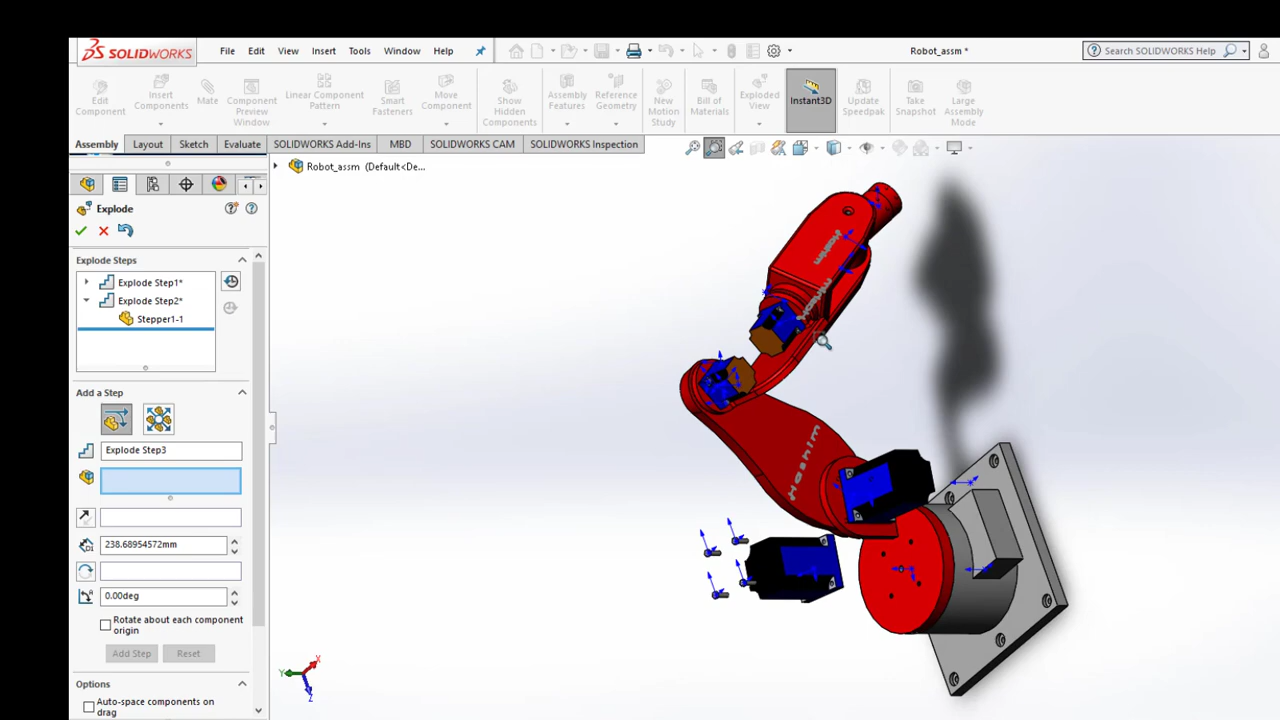 DS SOLIDWORKS File Edit View Insert Tools Window Help Robot_assm * Search SOLIDWORKS Help
Edit Component
Insert Components
Mate
Component Preview Window
Linear Component Pattern
Smart Fasteners
Move Component
Show Hidden Components
Assembly Features
Reference Geometry
New Motion Study
Bill of Materials
Exploded View
Instant3D
Update Speedpak
Take Snapshot
Large Assembly Mode
Assembly Layout Sketch Evaluate SOLIDWORKS Add-Ins MBD SOLIDWORKS CAM SOLIDWORKS Inspection
Robot_assm (Default<De...
Explode
Explode Steps
Explode Step1*
Explode Step2*
Stepper1-1
Add a Step
Explode Step3
238.68954572mm
0.00deg
Rotate about each component
origin
Add Step Reset
Options
Auto-space components on
drag
Hashim
Hashim
Hashim
Y X
Z